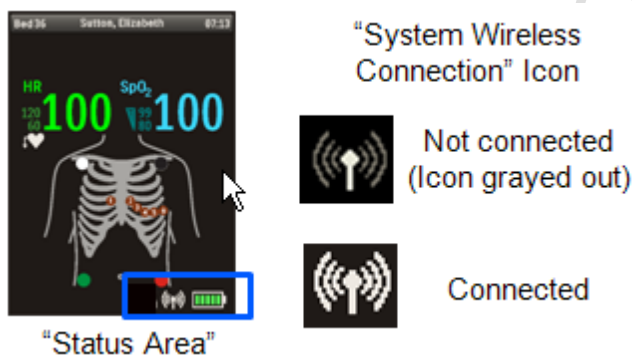 Bed 36 Sutton, Elizabeth 07:13
HR
120
60
100
SpO₂
99
80
100
"Status Area"
"System Wireless
Connection" Icon
Not connected
(Icon grayed out)
Connected